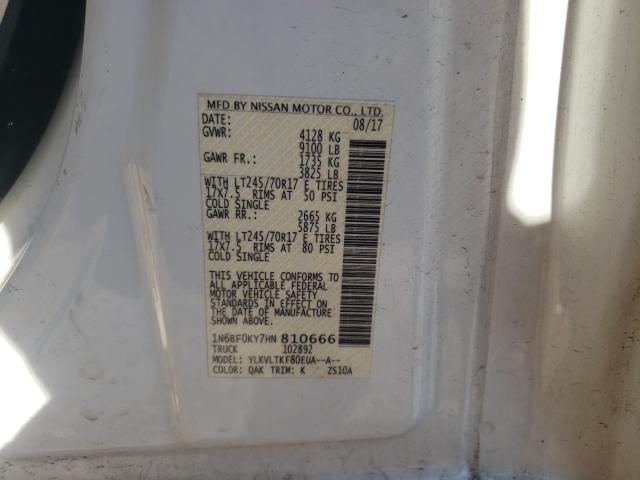 MFD BY NISSAN MOTOR CO., LTD.
DATE: 08/17
GVWR: 4128 KG
9100 LB
GAWR FR.: 1735 KG
3825 LB
WITH LT245/70R17 E TIRES
17X7.5 RIMS AT 50 PSI
COLD SINGLE
GAWR RR.: 2665 KG
5875 LB
WITH LT245/70R17 E TIRES
17X7.5 RIMS AT 80 PSI
COLD SINGLE
THIS VEHICLE CONFORMS TO
ALL APPLICABLE FEDERAL
MOTOR VEHICLE SAFETY
STANDARDS IN EFFECT ON
THE DATE OF MANUFACTURE
SHOWN ABOVE.
1N6BF0KY7HN 810666
TRUCK 102892
MODEL: YLKVLTKF80EUA--A--
COLOR: QAK TRIM: K ZS10A